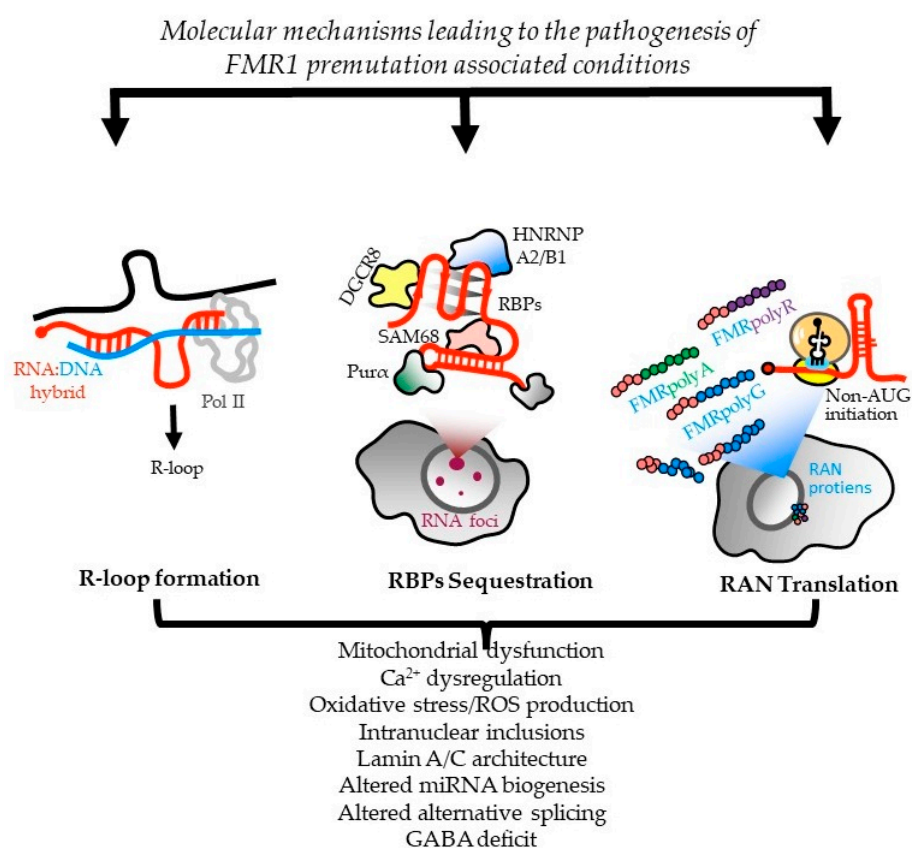 Molecular mechanisms leading to the pathogenesis of
FMR1 premutation associated conditions
RNA:DNA
hybrid
Pol II
R-loop
R-loop formation
DGCR8
HNRNP
A2/B1
RBPs
SAM68
Purα
RNA foci
RBPs Sequestration
FMRpolyR
FMRpolyA
FMRpolyG
Non-AUG
initiation
RAN
protiens
RAN Translation
Mitochondrial dysfunction
Ca²⁺ dysregulation
Oxidative stress/ROS production
Intranuclear inclusions
Lamin A/C architecture
Altered miRNA biogenesis
Altered alternative splicing
GABA deficit